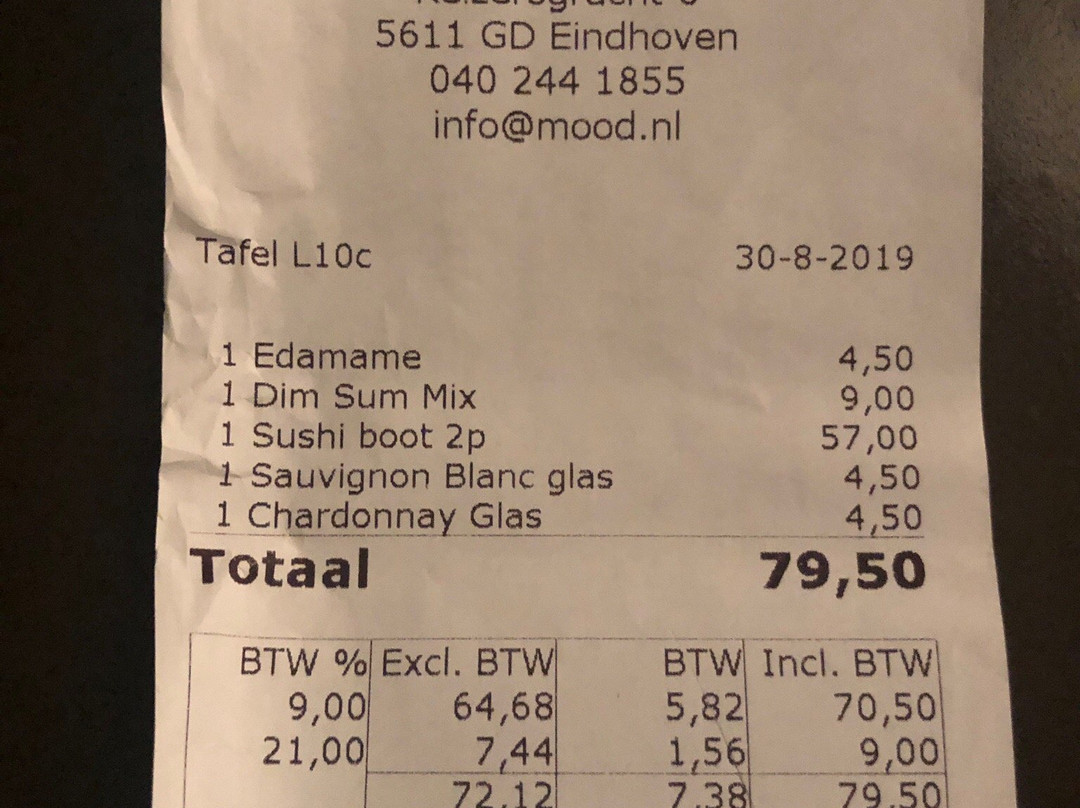 5611 GD Eindhoven
040 244 1855
info@mood.nl
Tafel L10c 30-8-2019
1 Edamame 4,50
1 Dim Sum Mix 9,00
1 Sushi boot 2p 57,00
1 Sauvignon Blanc glas 4,50
1 Chardonnay Glas 4,50
Totaal 79,50
BTW % Excl. BTW BTW Incl. BTW
9,00 64,68 5,82 70,50
21,00 7,44 1,56 9,00
72,12 7,38 79,50